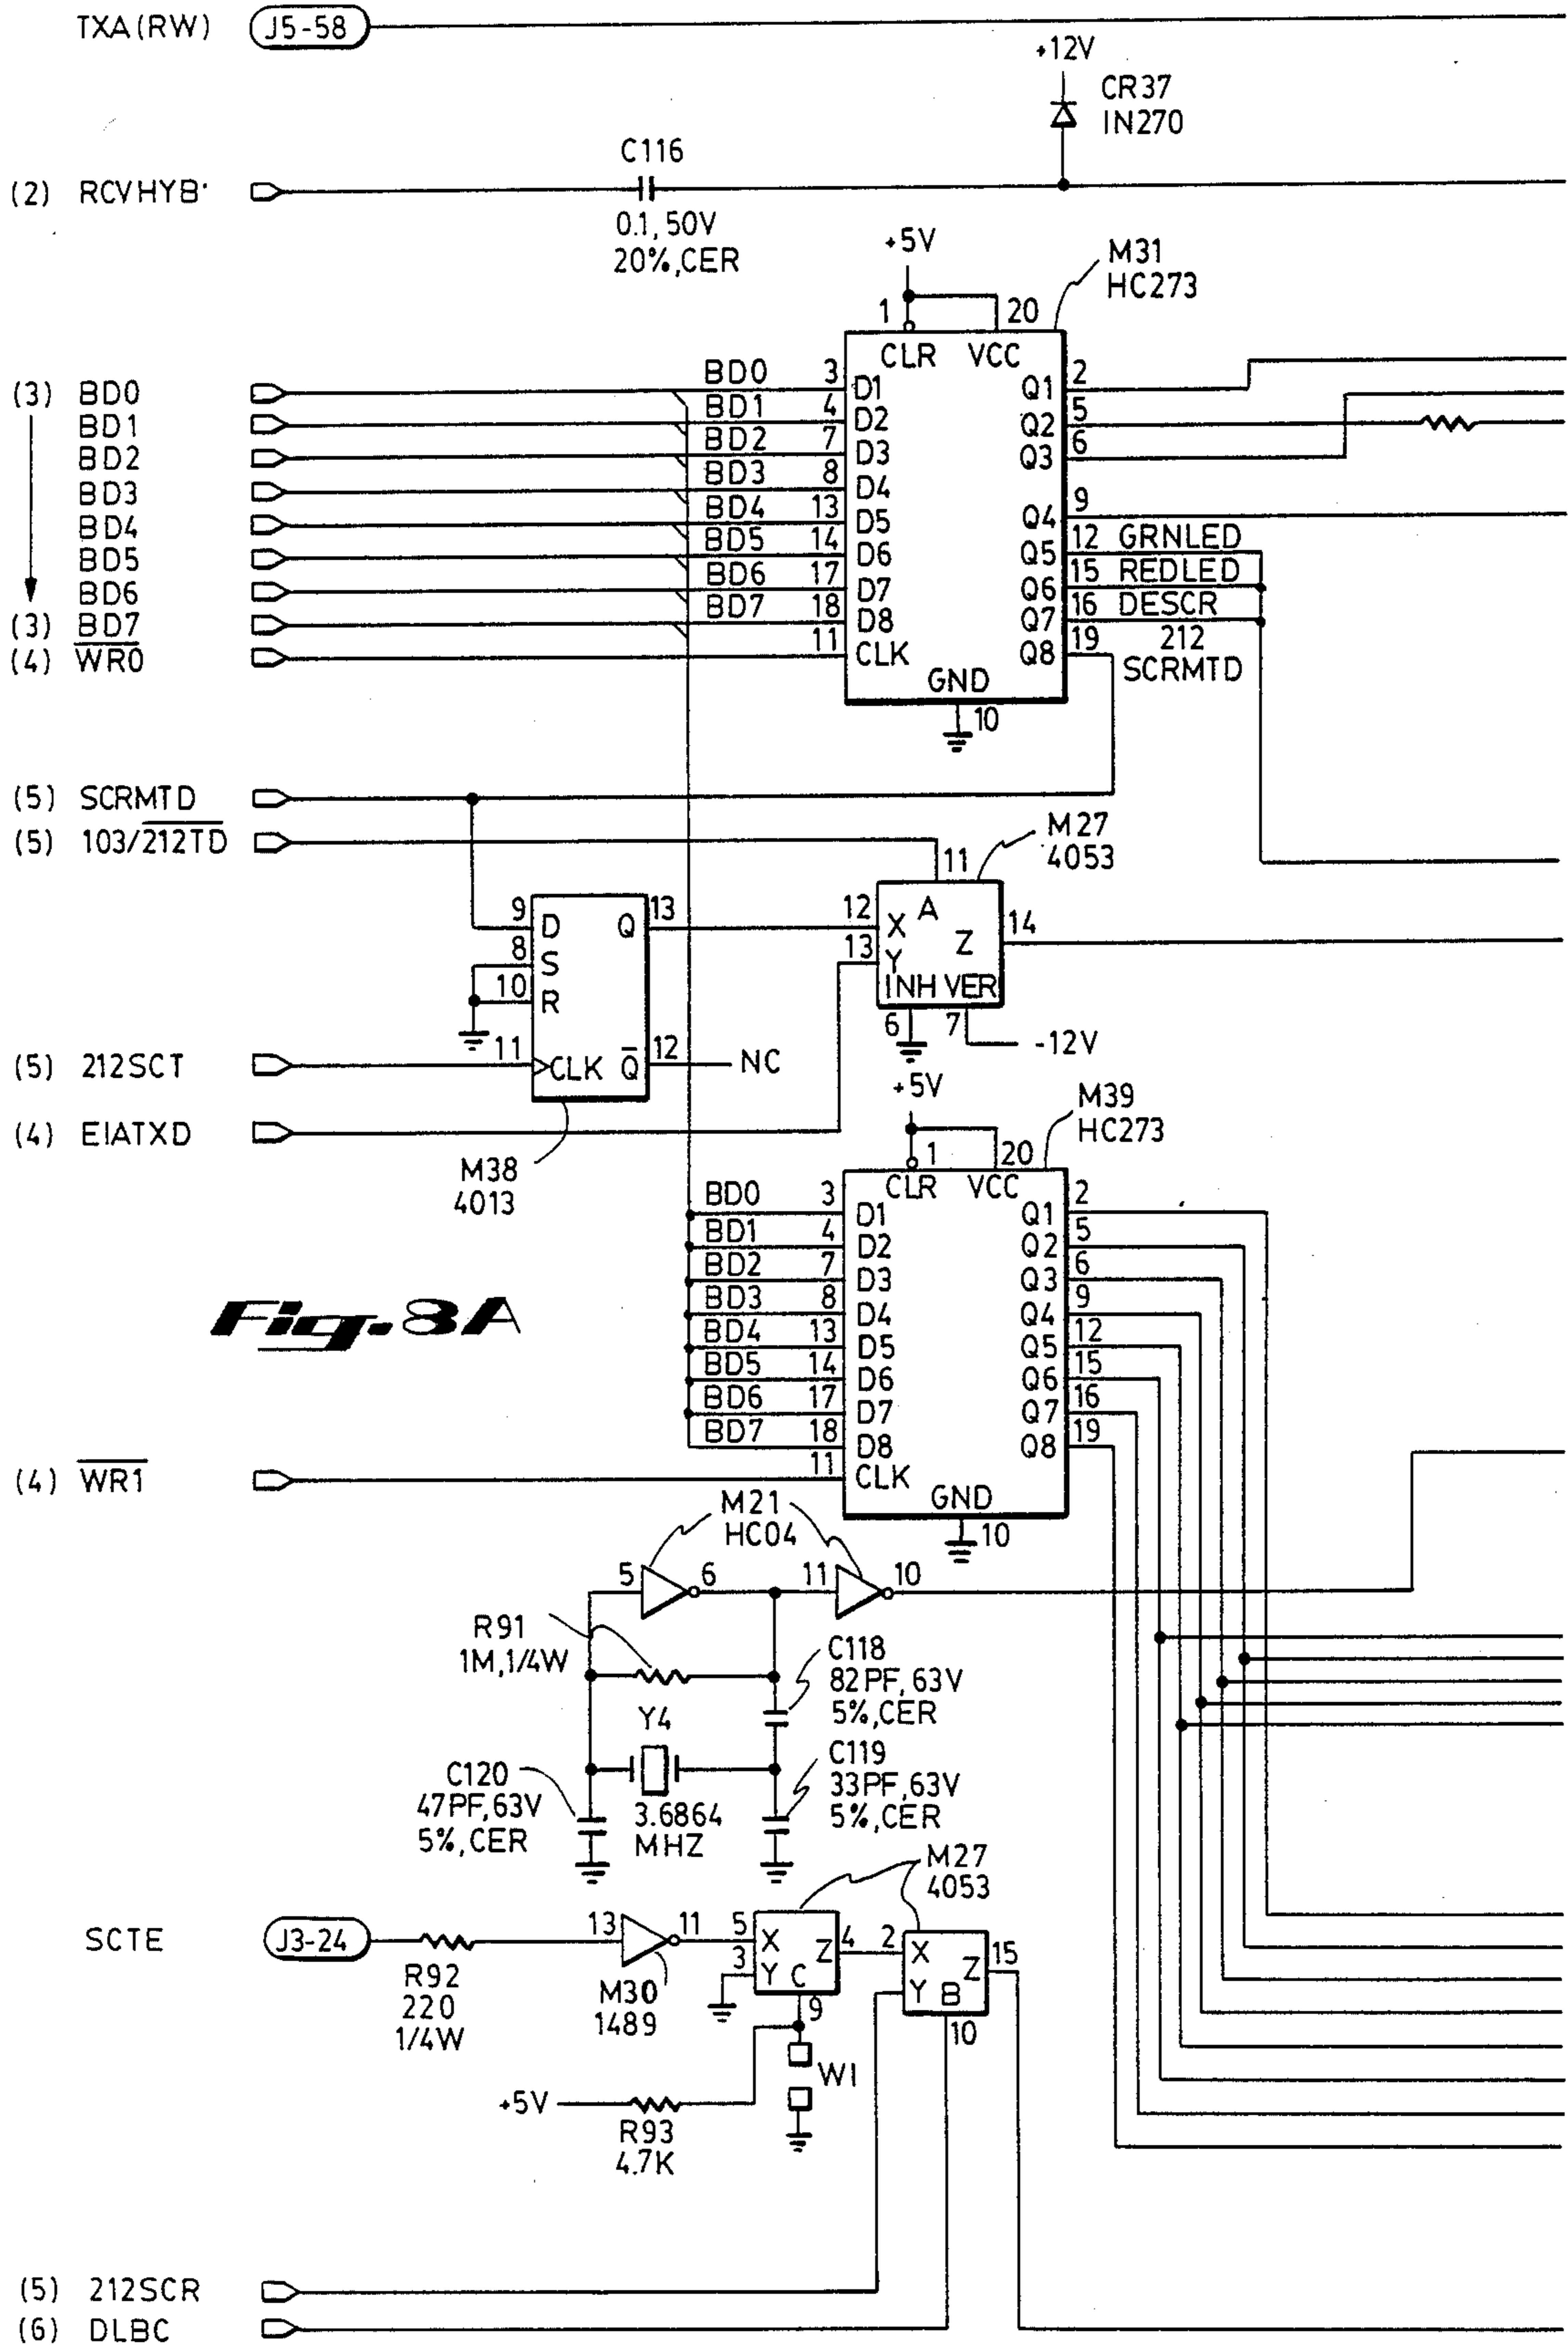 TXA(RW) J5-58
+12V
CR37
IN270
C116
(2) RCVHYB
0.1,50V
20%,CER
+5V
M31
HC273
1 20
CLR VCC
(3) BD0 BD0 3 D1 Q1 2
BD1 BD1 4 D2 Q2 5
BD2 BD2 7 D3 Q3 6
BD3 BD3 8 D4
BD4 BD4 13 D5 Q4 9
BD5 BD5 14 D6 Q5 12 GRNLED
BD6 BD6 17 D7 Q6 15 REDLED
(3) BD7 BD7 18 D8 Q7 16 DESCR
(4) W̅R̅0̅ 11 CLK Q8 19 212
SCRMTD
GND
10
(5) SCRMTD
(5) 103/2̅1̅2̅T̅D̅
M27
4053
11
9 D Q 13 12 X A Z 14
8 S 13 Y
10 R INH VER
6 7 -12V
(5) 212SCT 11 CLK Q̅ 12 NC
+5V
(4) EIATXD
M38
4013
M39
HC273
1 20
CLR VCC
BD0 3 D1 Q1 2
BD1 4 D2 Q2 5
BD2 7 D3 Q3 6
BD3 8 D4 Q4 9
BD4 13 D5 Q5 12
BD5 14 D6 Q6 15
BD6 17 D7 Q7 16
BD7 18 D8 Q8 19
Fig. 8A
(4) W̅R̅1̅ 11 CLK
GND
10
M21
HC04
5 6 11 10
R91
1M,1/4W
C118
82PF,63V
5%,CER
Y4
3.6864
MHZ
C120
47PF,63V
5%,CER
C119
33PF,63V
5%,CER
M27
4053
SCTE J3-24
R92
220
1/4W
13 11
M30
1489
5 X Z 4
3 Y C
9
2 X Z 15
Y B
10
W1
+5V
R93
4.7K
(5) 212SCR
(6) DLBC